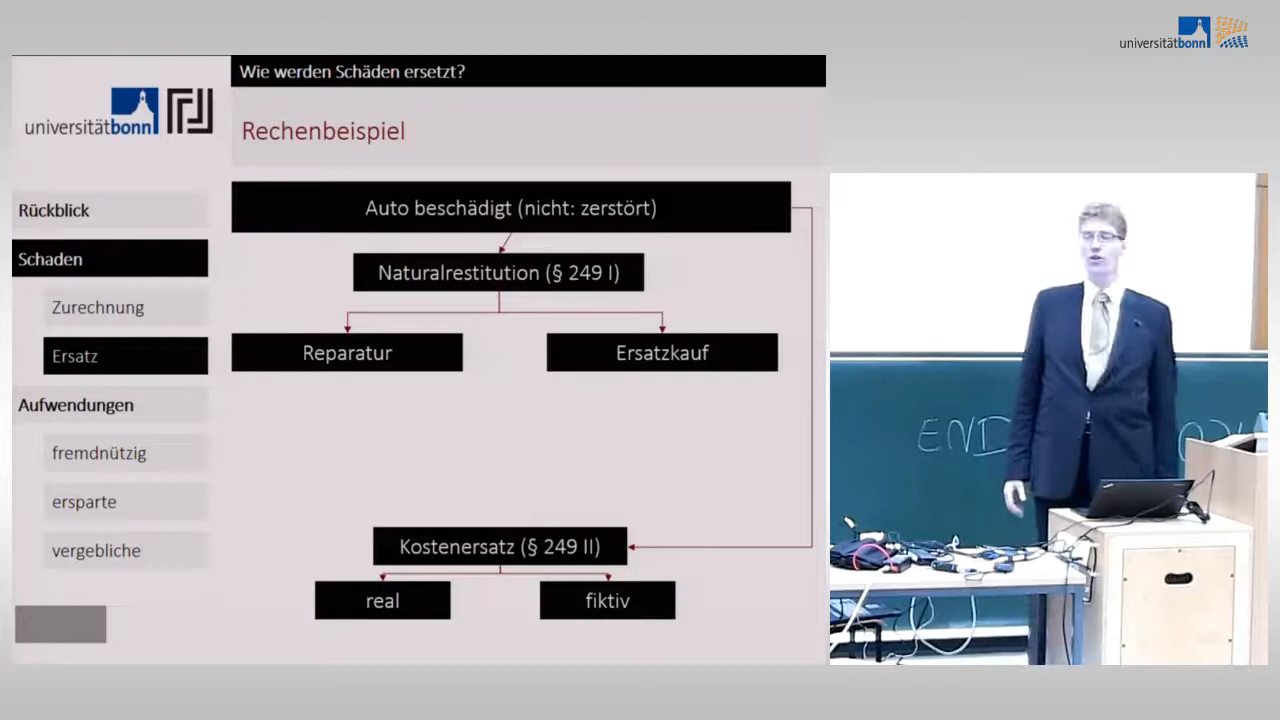 universitätbonn
Wie werden Schäden ersetzt?
universitätbonn
Rechenbeispiel
Rückblick
Schaden
Zurechnung
Ersatz
Aufwendungen
fremdnützig
ersparte
vergebliche
Auto beschädigt (nicht: zerstört)
Naturalrestitution (§ 249 I)
Reparatur
Ersatzkauf
Kostenersatz (§ 249 II)
real
fiktiv
END